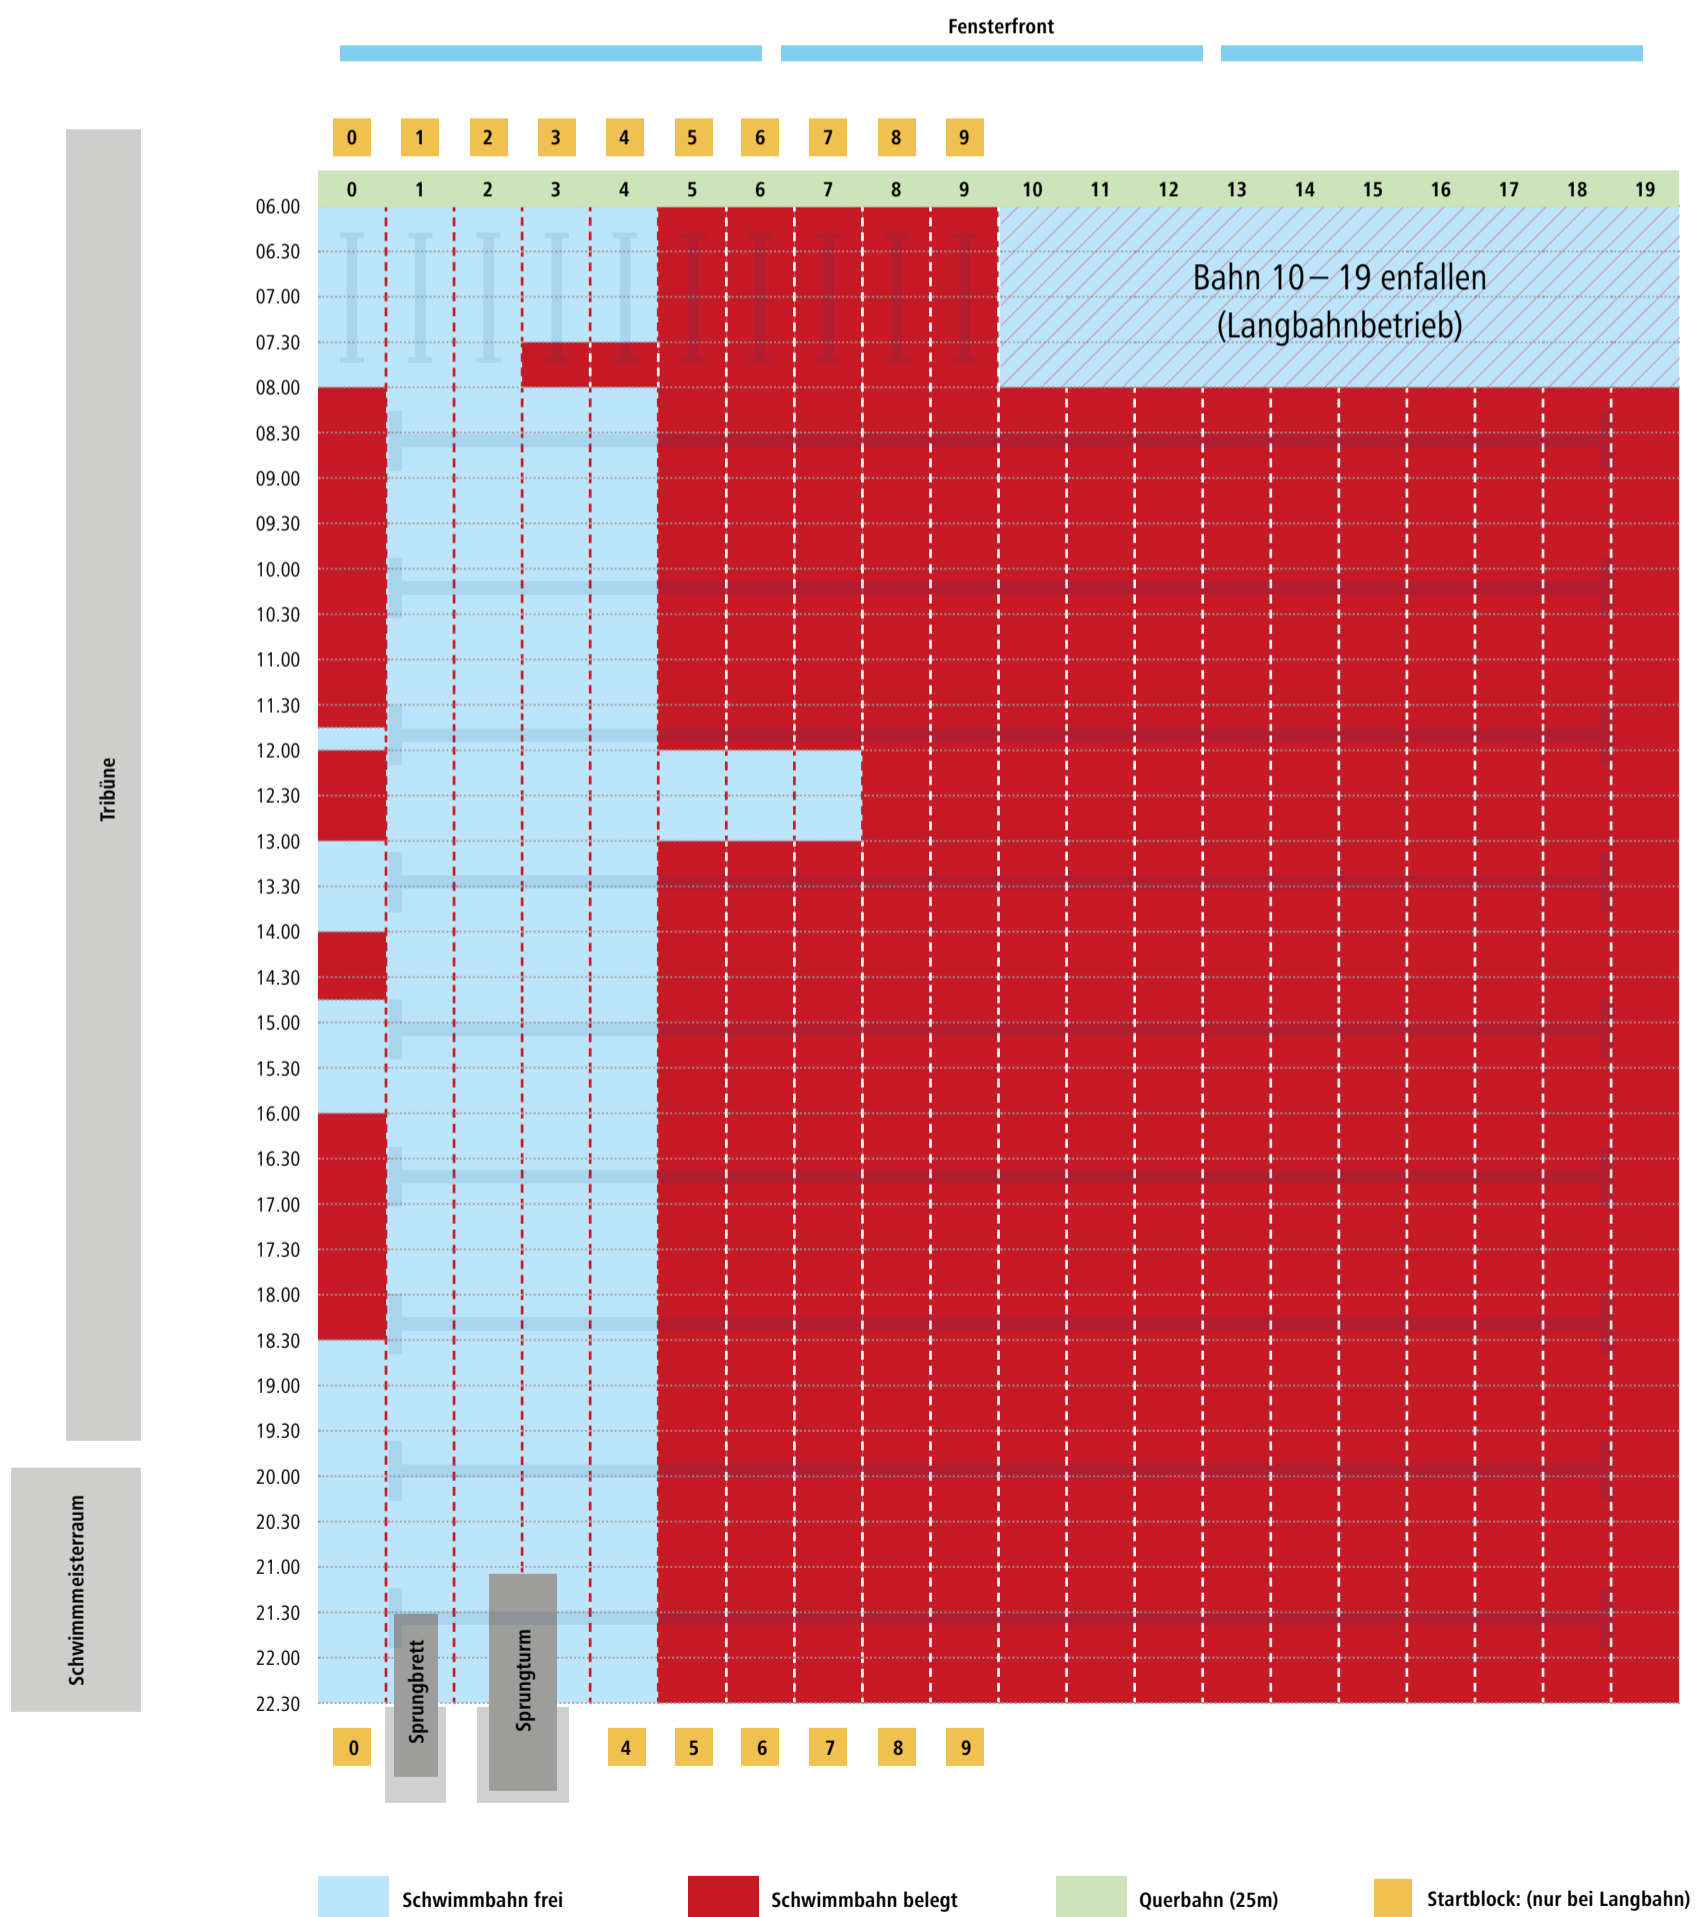 Fensterfront
0 1 2 3 4 5 6 7 8 9
0 1 2 3 4 5 6 7 8 9 10 11 12 13 14 15 16 17 18 19
06.00
06.30
Bahn 10 – 19 enfallen
07.00
(Langbahnbetrieb)
07.30
08.00
08.30
09.00
09.30
10.00
10.30
11.00
11.30
12.00
Tribüne
12.30
13.00
13.30
14.00
14.30
15.00
15.30
16.00
16.30
17.00
17.30
18.00
18.30
19.00
19.30
20.00
20.30
21.00
21.30
Schwimmmeisterraum
22.00
22.30
Sprungbrett
Sprungturm
0 4 5 6 7 8 9
Schwimmbahn frei
Schwimmbahn belegt
Querbahn (25m)
Startblock: (nur bei Langbahn)